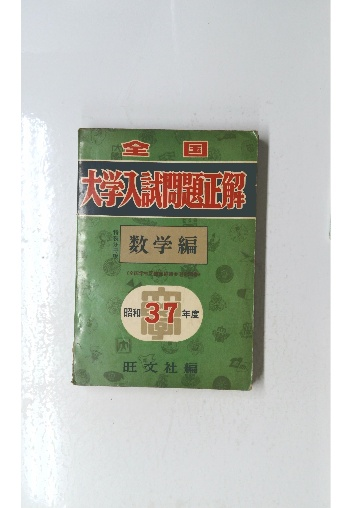 全国
大学入試問題正解
数学編
昭和37年度
旺文社編